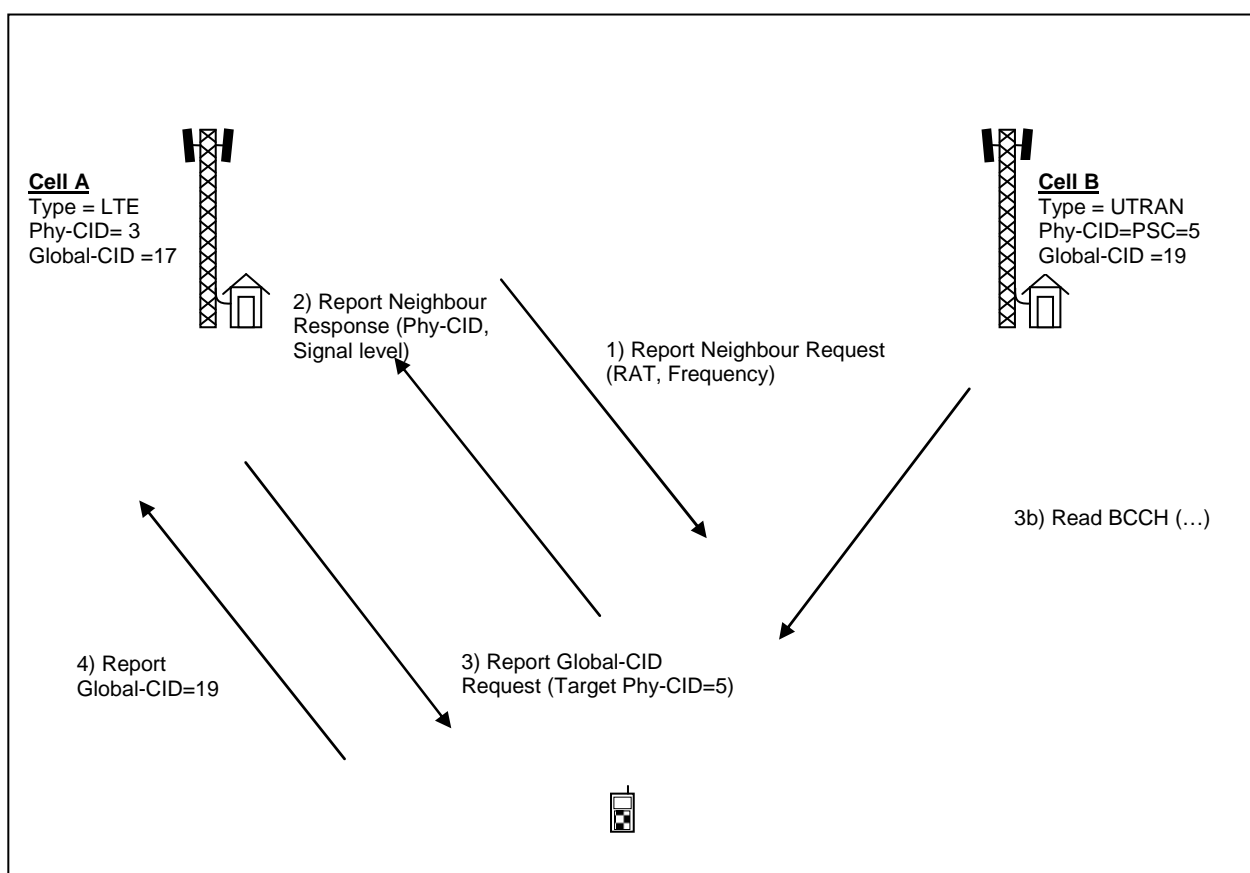 Cell A
Type = LTE
Phy-CID= 3
Global-CID =17
Cell B
Type = UTRAN
Phy-CID=PSC=5
Global-CID =19
2) Report Neighbour
Response (Phy-CID,
Signal level)
1) Report Neighbour Request
(RAT, Frequency)
3b) Read BCCH (…)
4) Report
Global-CID=19
3) Report Global-CID
Request (Target Phy-CID=5)